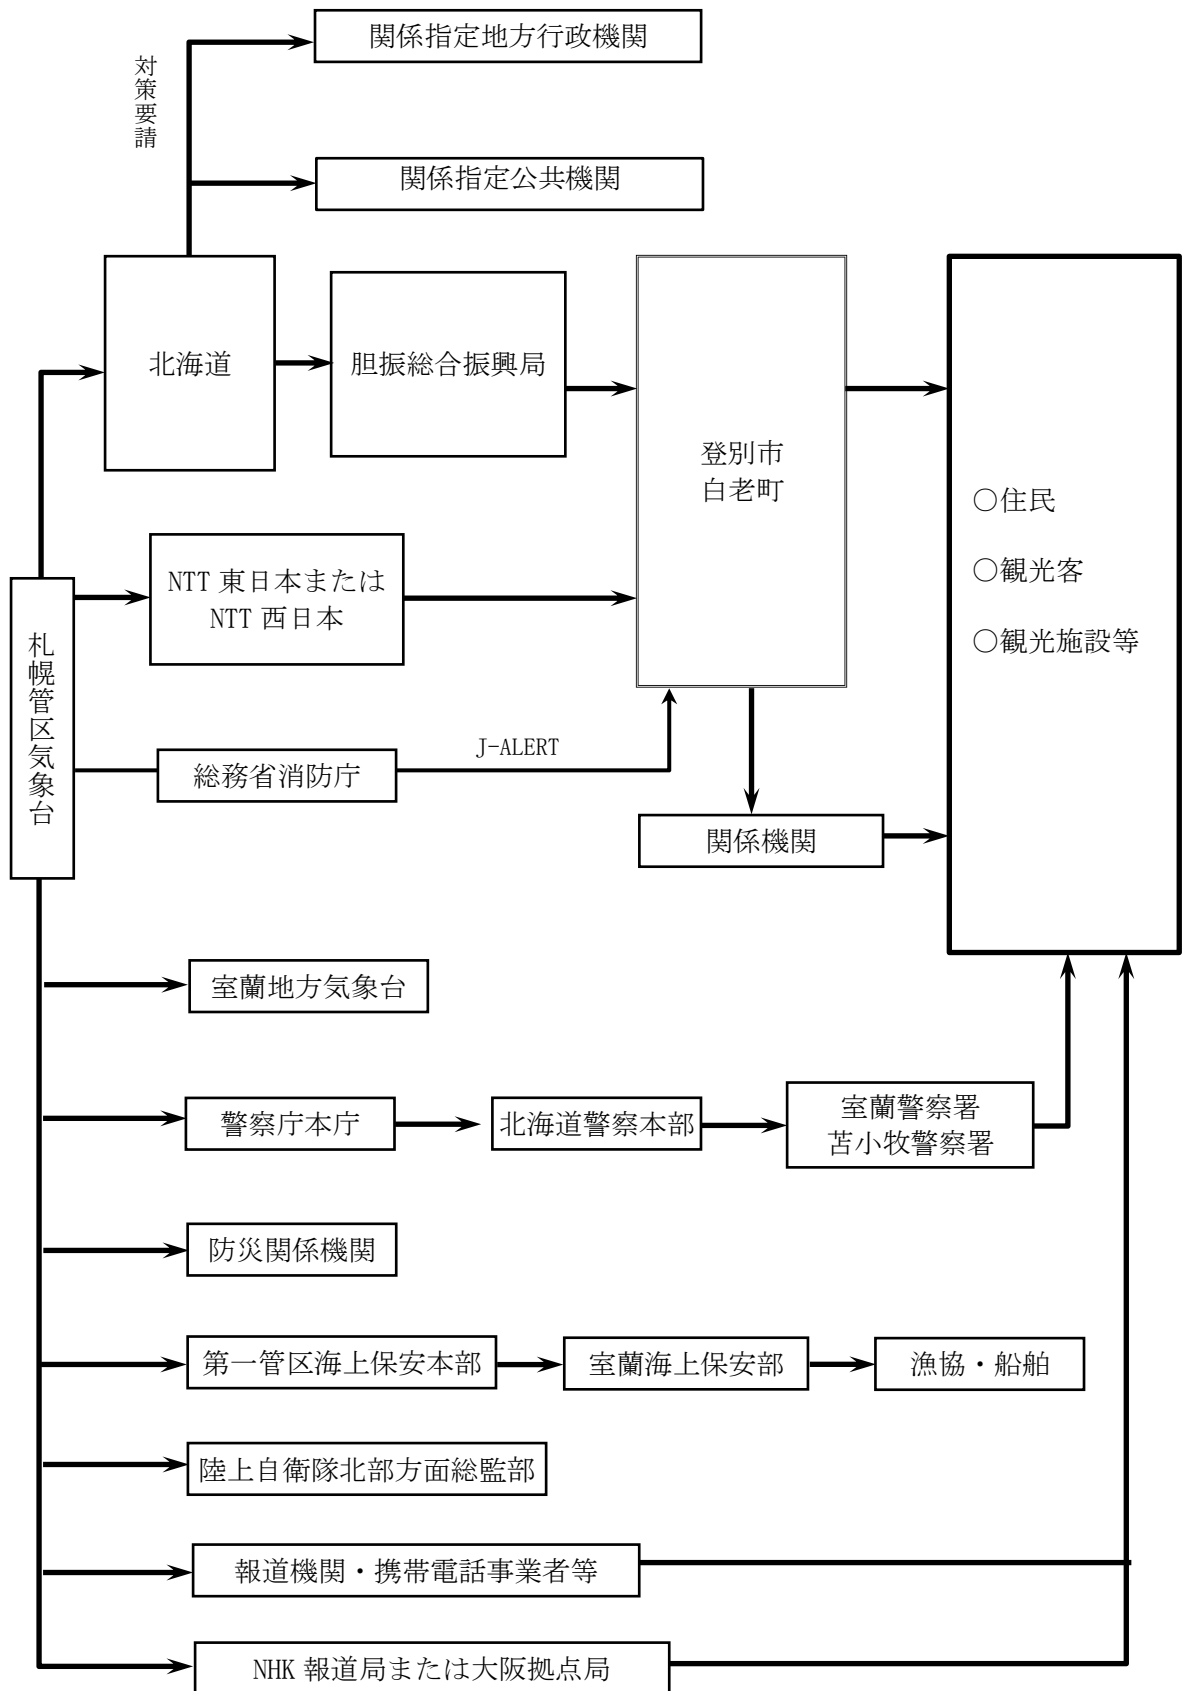 関係指定地方行政機関
対策要請
関係指定公共機関
北海道
胆振総合振興局
登別市
白老町
○住民
○観光客
○観光施設等
NTT 東日本または
NTT 西日本
札幌管区気象台
J-ALERT
総務省消防庁
関係機関
室蘭地方気象台
警察庁本庁
北海道警察本部
室蘭警察署
苫小牧警察署
防災関係機関
第一管区海上保安本部
室蘭海上保安部
漁協・船舶
陸上自衛隊北部方面総監部
報道機関・携帯電話事業者等
NHK 報道局または大阪拠点局